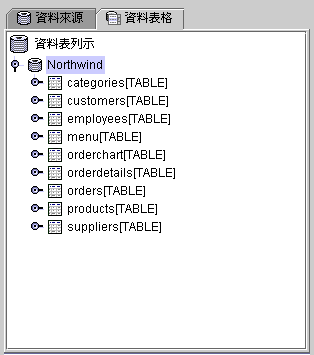 資料來源 資料表格
資料表列示
Northwind
categories[TABLE]
customers[TABLE]
employees[TABLE]
menu[TABLE]
orderchart[TABLE]
orderdetails[TABLE]
orders[TABLE]
products[TABLE]
suppliers[TABLE]